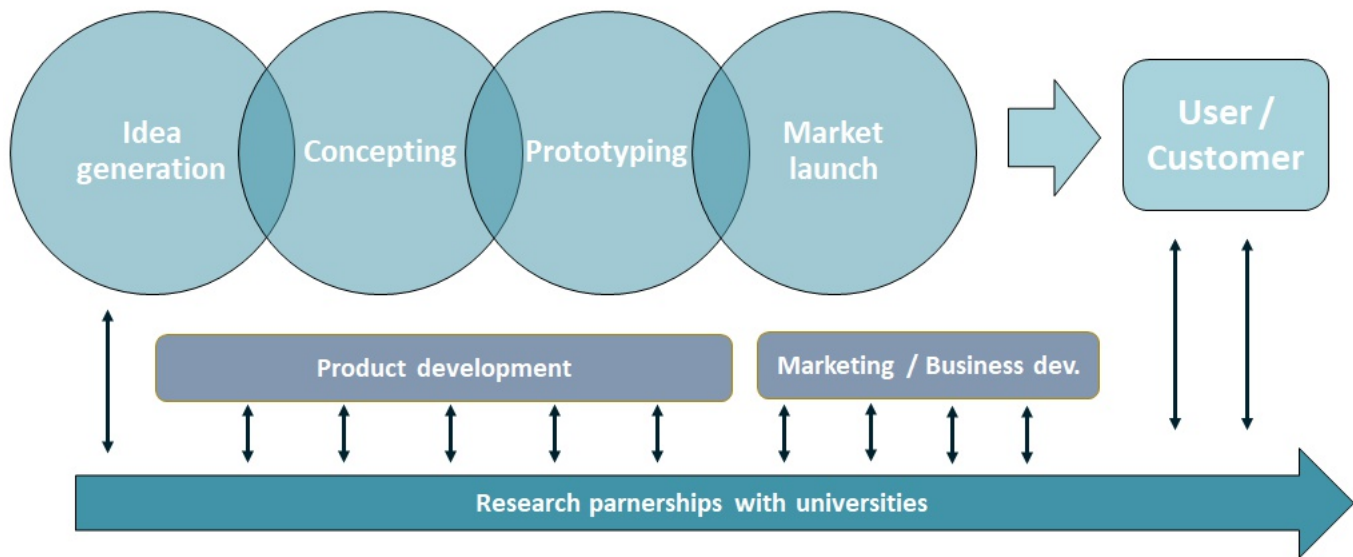 Idea
generation
Concepting
Prototyping
Market
launch
User /
Customer
Product development
Marketing / Business dev.
Research parnerships with universities